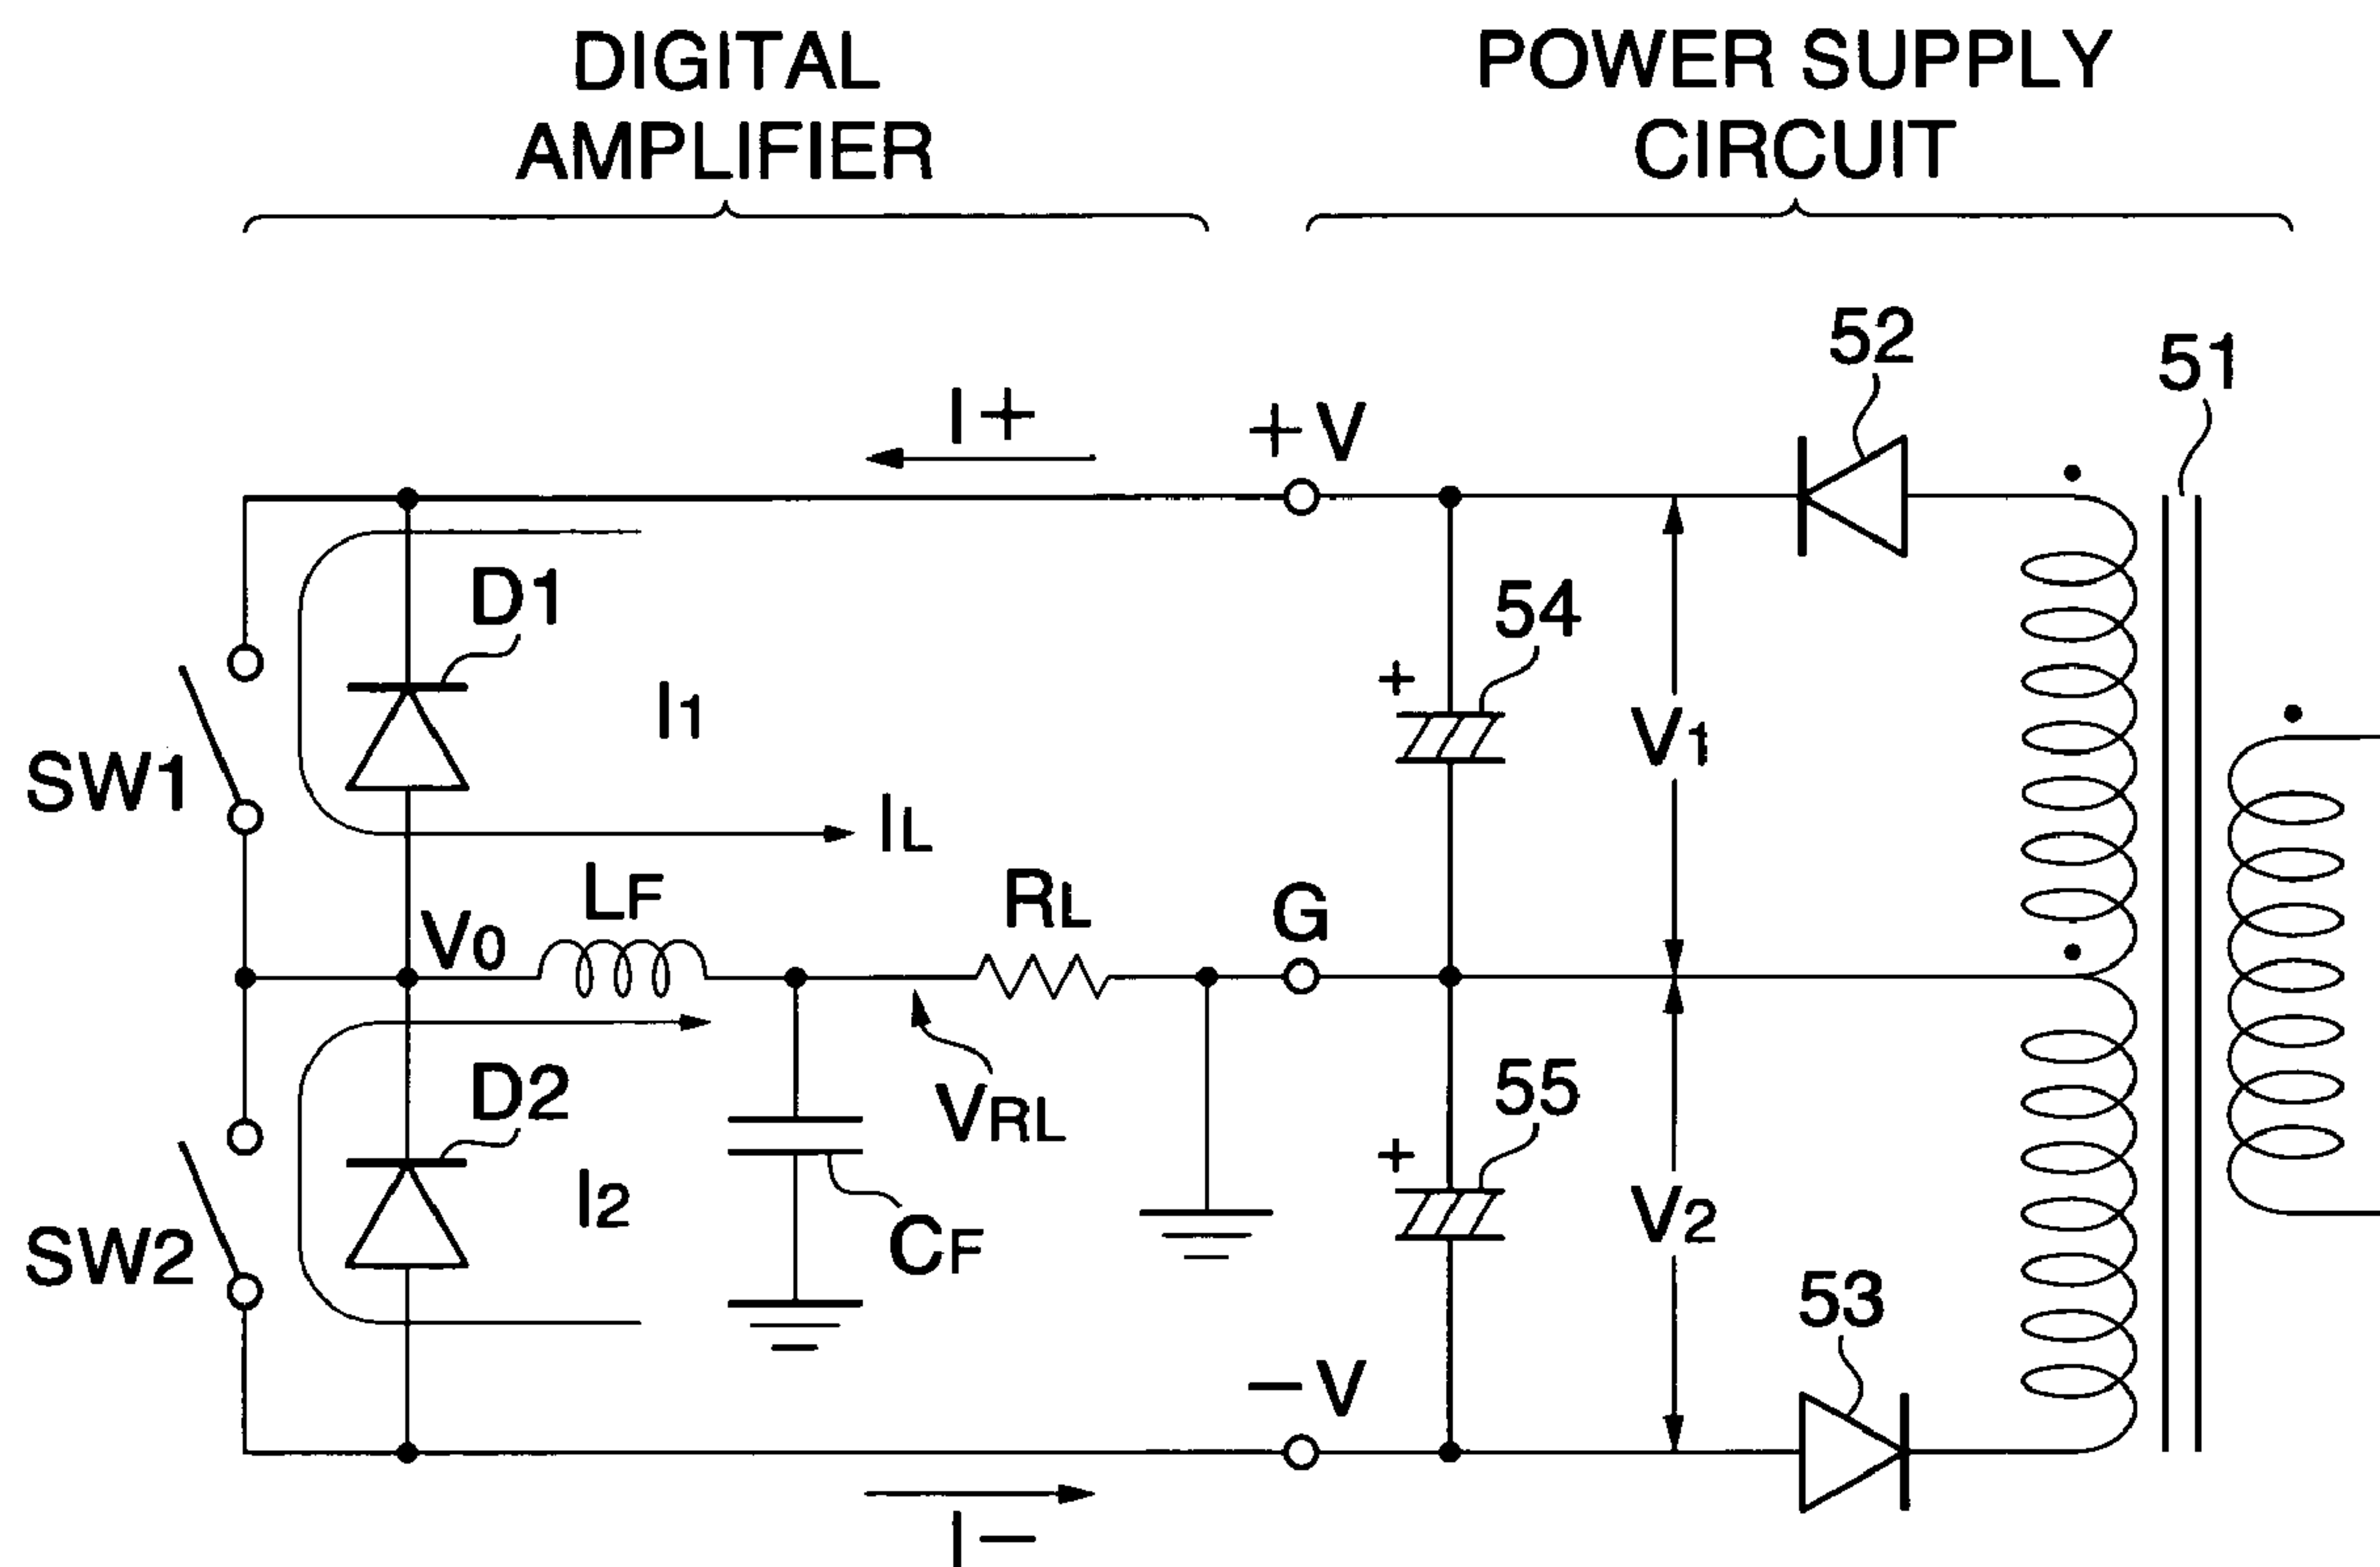 DIGITAL
AMPLIFIER
POWER SUPPLY
CIRCUIT
52
51
I+
+V
D1
54
I1
V1
SW1
IL
LF
RL
G
V0
D2
VRL
55
I2
V2
CF
SW2
53
−V
I−
+
+